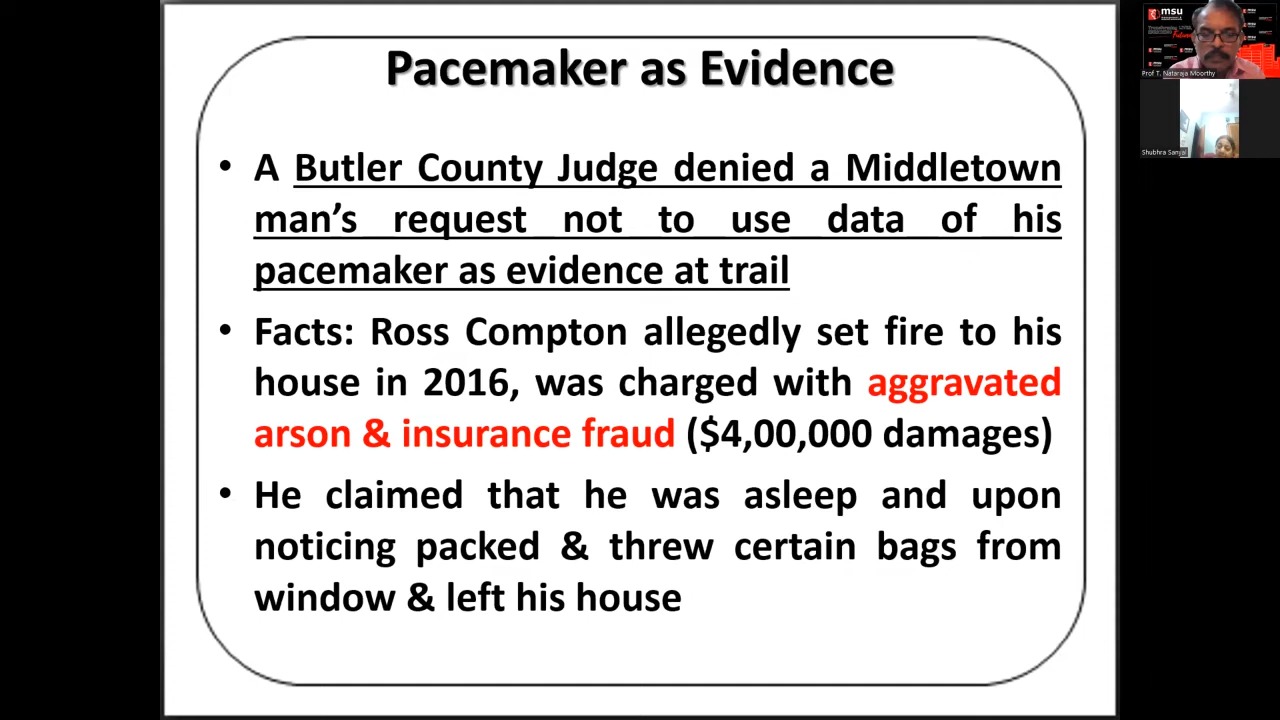 Pacemaker as Evidence
• A Butler County Judge denied a Middletown
man’s request not to use data of his
pacemaker as evidence at trail
• Facts: Ross Compton allegedly set fire to his
house in 2016, was charged with aggravated
arson & insurance fraud ($4,00,000 damages)
• He claimed that he was asleep and upon
noticing packed & threw certain bags from
window & left his house
msu
Prof T. Nataraja Moorthy
Shubhra Sanyal